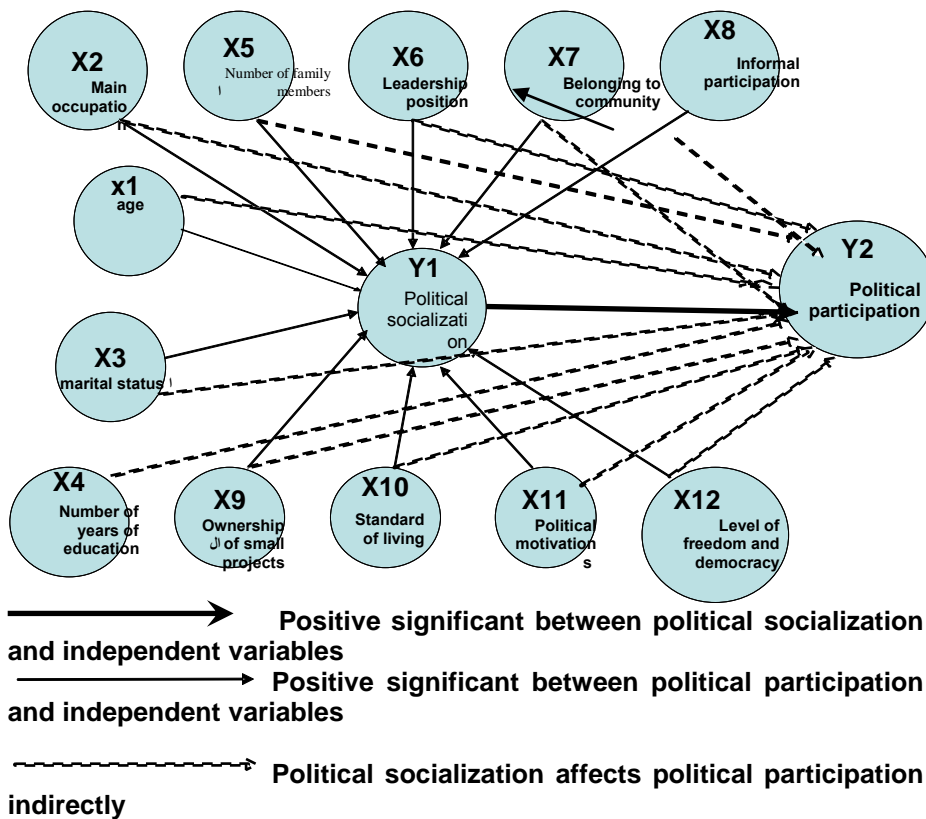 X2
Main
occupatio
n
X5
Number of family
ا members
X6
Leadership
position
X7
Belonging to
community
X8
Informal
participation
x1
age
Y1
Political
socializati
on
Y2
Political
participation
X3
marital status ا
X4
Number of
years of
education
X9
Ownership
ال of small
projects
X10
Standard
of living
X11
Political
motivation
s
X12
Level of
freedom and
democracy
Positive significant between political socialization
and independent variables
Positive significant between political participation
and independent variables
Political socialization affects political participation
indirectly